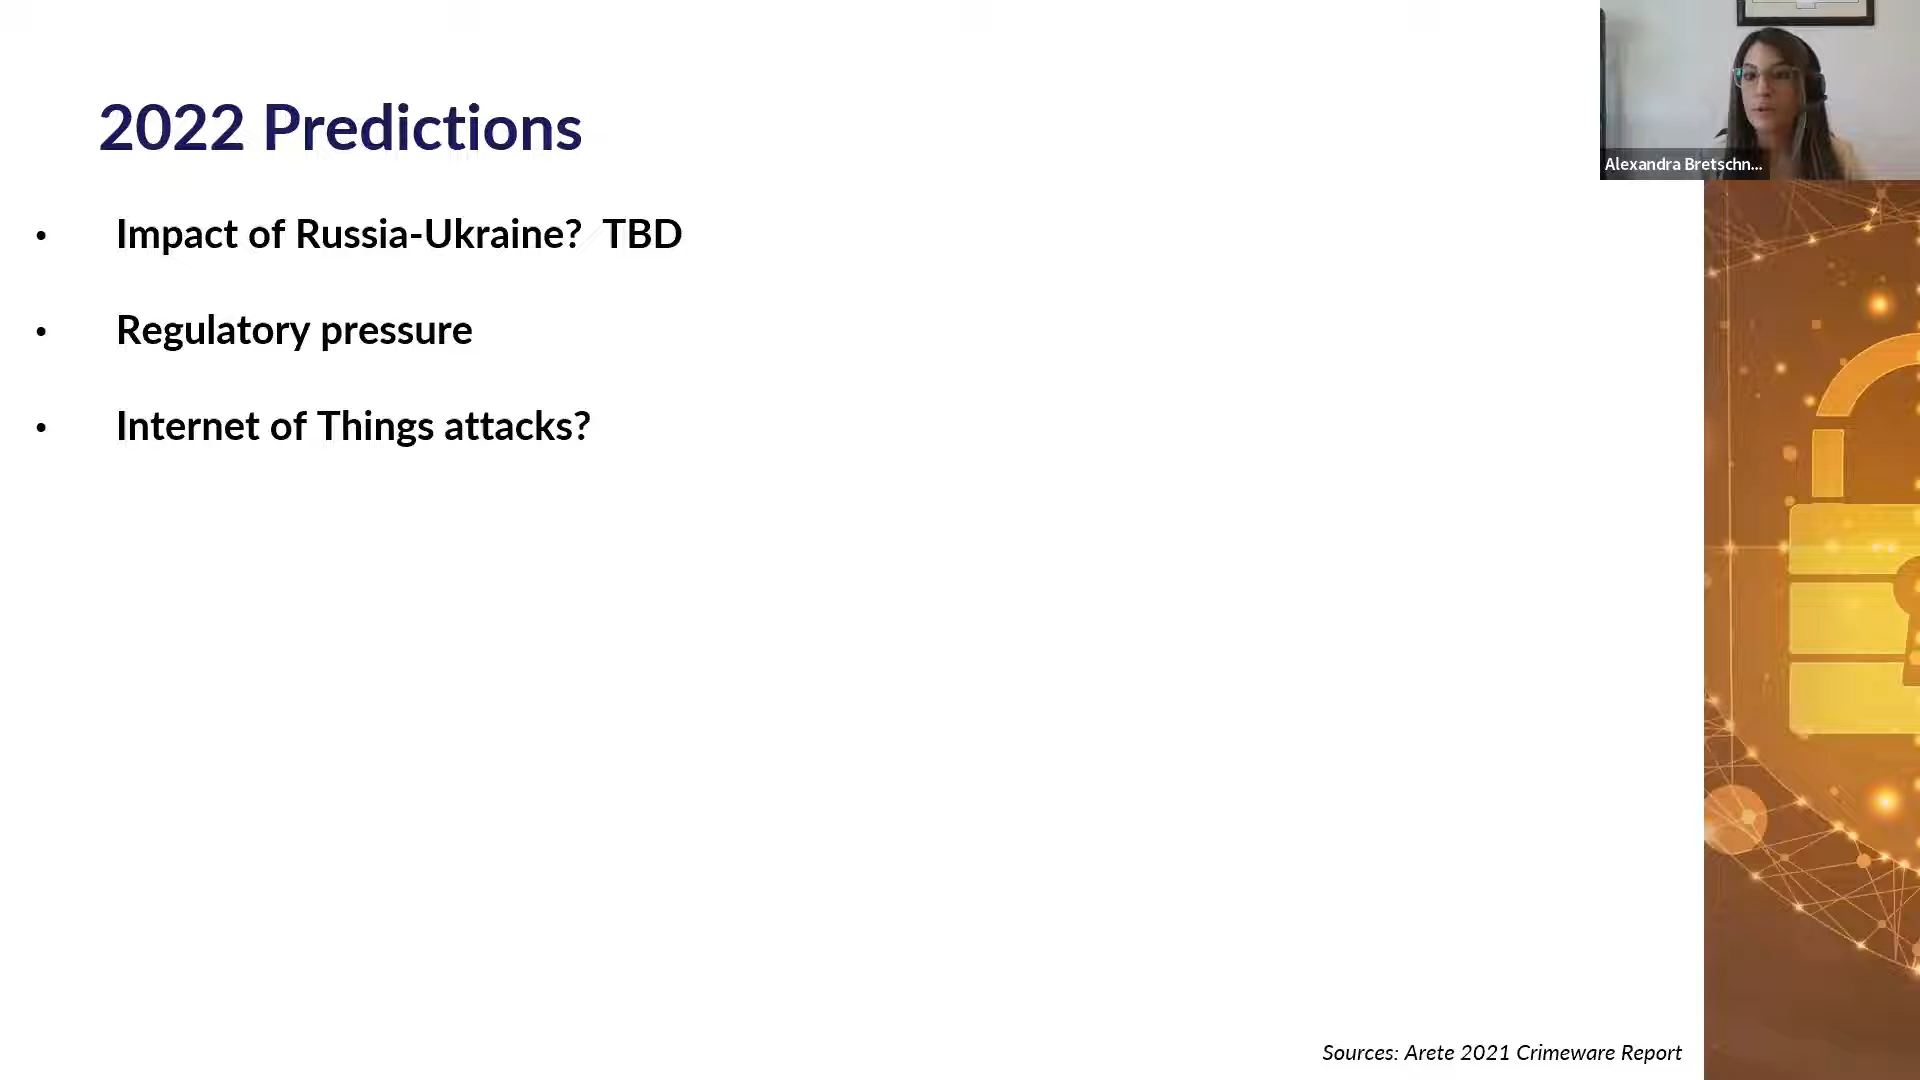 2022 Predictions
Alexandra Bretschn...
• Impact of Russia-Ukraine? TBD
• Regulatory pressure
• Internet of Things attacks?
Sources: Arete 2021 Crimeware Report